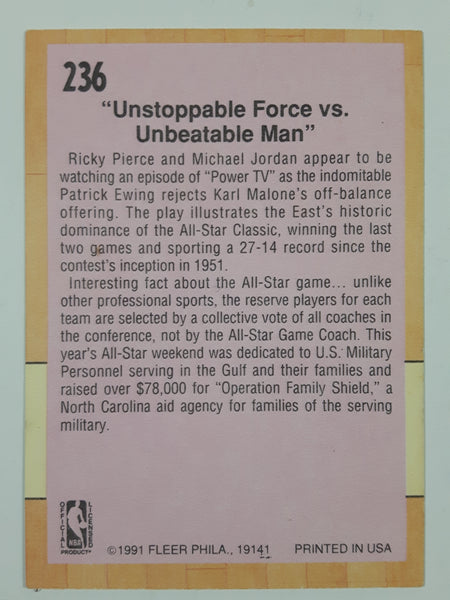 236
“Unstoppable Force vs.
Unbeatable Man”
Ricky Pierce and Michael Jordan appear to be
watching an episode of “Power TV” as the indomitable
Patrick Ewing rejects Karl Malone’s off-balance
offering. The play illustrates the East’s historic
dominance of the All-Star Classic, winning the last
two games and sporting a 27-14 record since the
contest’s inception in 1951.
Interesting fact about the All-Star game... unlike
other professional sports, the reserve players for each
team are selected by a collective vote of all coaches in
the conference, not by the All-Star Game Coach. This
year’s All-Star weekend was dedicated to U.S. Military
Personnel serving in the Gulf and their families and
raised over $78,000 for “Operation Family Shield,” a
North Carolina aid agency for families of the serving
military.
OFFICIAL LICENSED
NBA
PRODUCT
©1991 FLEER PHILA., 19141 PRINTED IN USA